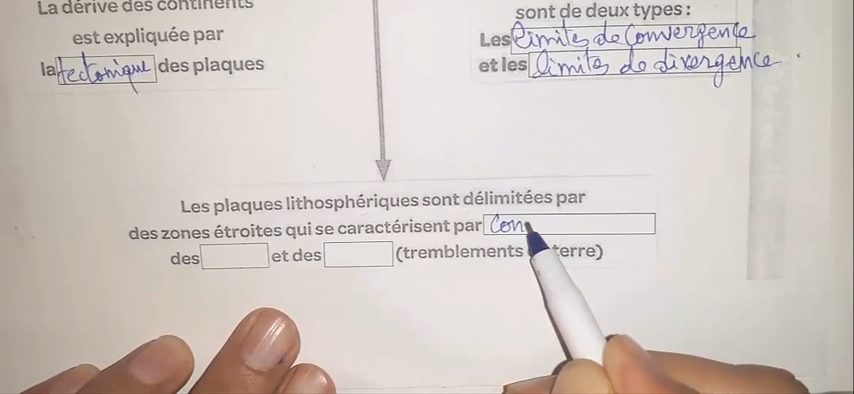 La dérive des continents
est expliquée par
la tectonique des plaques
sont de deux types :
Les limites de convergence
et les limites de divergence
Les plaques lithosphériques sont délimitées par
des zones étroites qui se caractérisent par Con
des et des (tremblements terre)